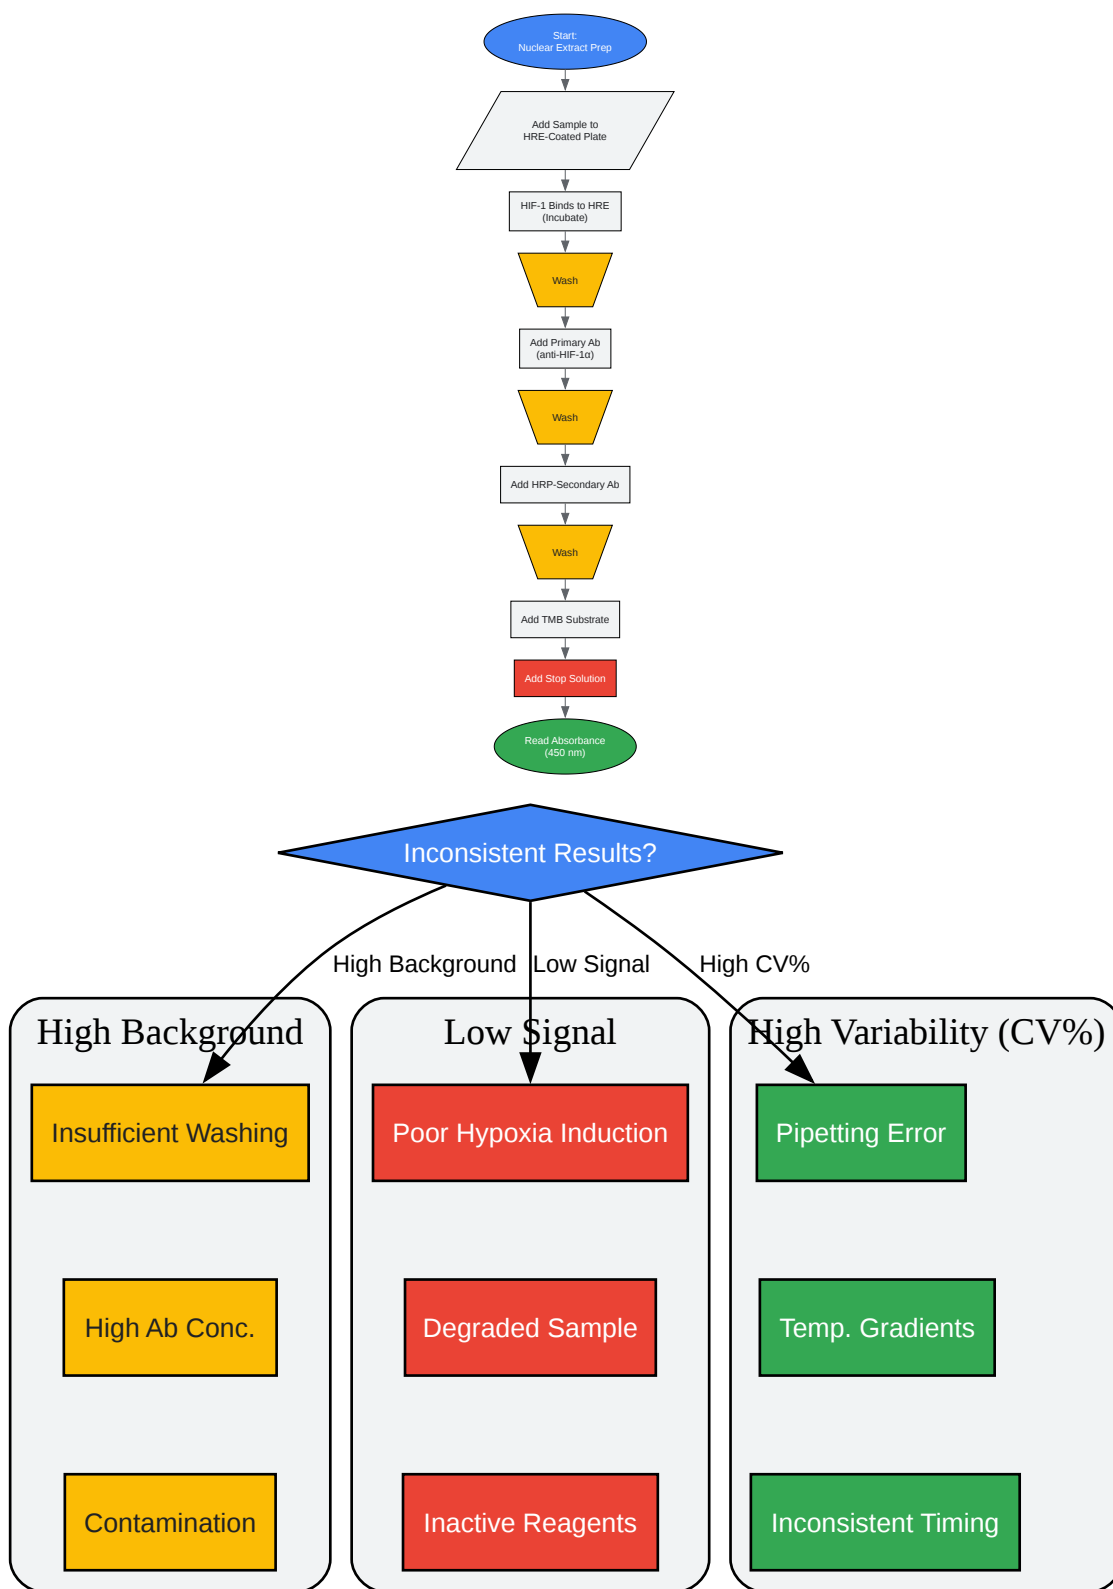 Start:
Nuclear Extract Prep
Add Sample to
HRE-Coated Plate
HIF-1 Binds to HRE
(Incubate)
Wash
Add Primary Ab
(anti-HIF-1α)
Wash
Add HRP-Secondary Ab
Wash
Add TMB Substrate
Add Stop Solution
Read Absorbance
(450 nm)
Inconsistent Results?
High Background
Low Signal
High CV%
High Background
Low Signal
High Variability (CV%)
Insufficient Washing
Poor Hypoxia Induction
Pipetting Error
High Ab Conc.
Degraded Sample
Temp. Gradients
Contamination
Inactive Reagents
Inconsistent Timing